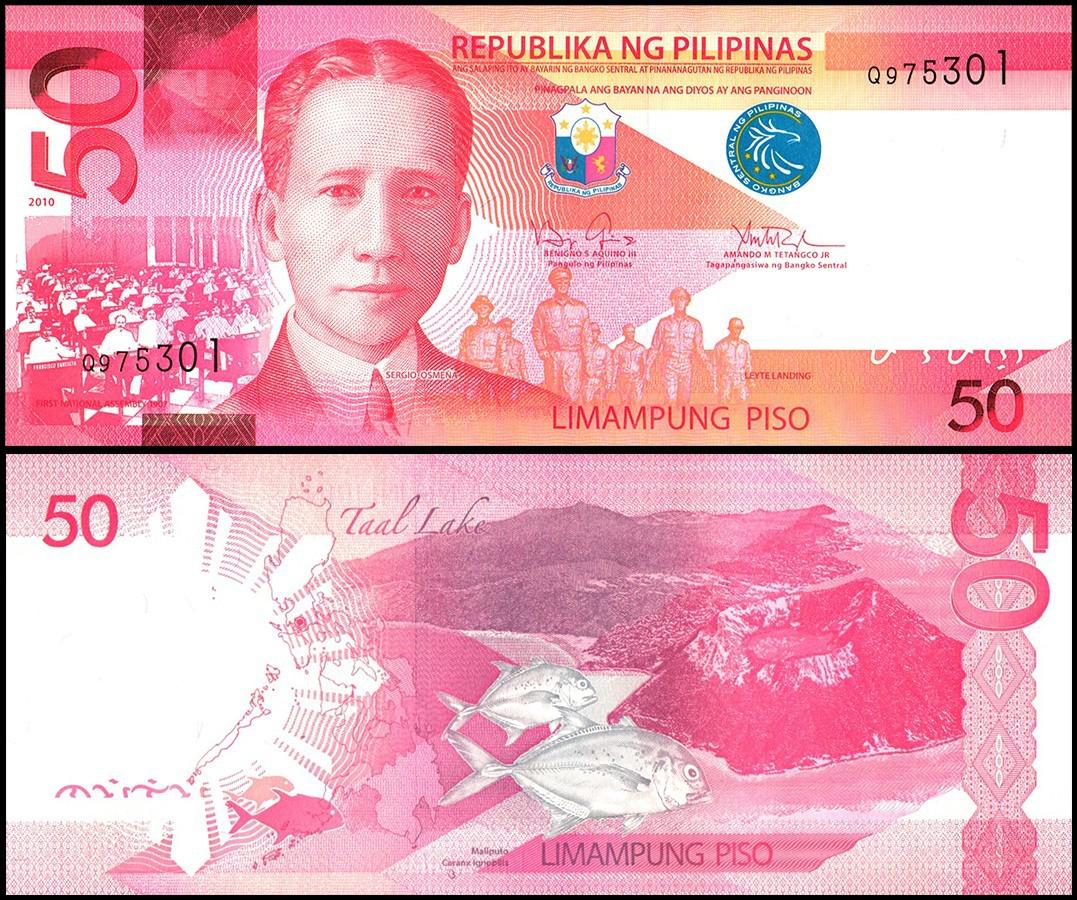 50
REPUBLIKA NG PILIPINAS
ANG SALAPING ITO AY BAYARIN NG BANGKO SENTRAL AT PINANANAGUTAN NG REPUBLIKA NG PILIPINAS
PINAGPALA ANG BAYAN NA ANG DIYOS AY ANG PANGINOON
Q975301
BANGKO SENTRAL NG PILIPINAS
REPUBLIKA NG PILIPINAS
2010
BENIGNO S AQUINO III
Pangulo ng Pilipinas
AMANDO M TETANGCO JR
Tagapangasiwa ng Bangko Sentral
Q975301
SERGIO OSMEÑA
LEYTE LANDING
FIRST NATIONAL ASSEMBLY 1907
LIMAMPUNG PISO
50
50
Taal Lake
50
Maliputo
Caranx ignobilis
3
LIMAMPUNG PISO